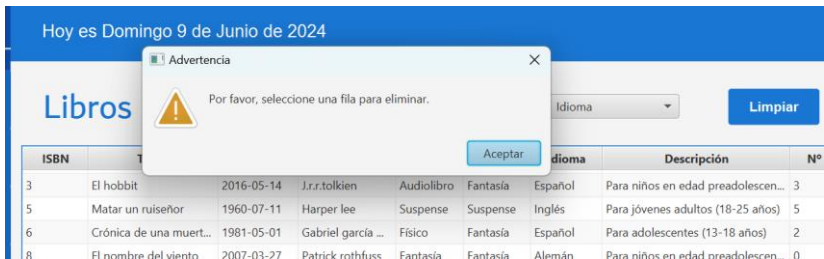 Hoy es Domingo 9 de Junio de 2024
Advertencia
Por favor, seleccione una fila para eliminar.
Aceptar
Libros
Idioma
Limpiar
ISBN T dioma Descripción Nº
3 El hobbit 2016-05-14 J.r.r.tolkien Audiolibro Fantasía Español Para niños en edad preadolescen... 3
5 Matar un ruiseñor 1960-07-11 Harper lee Suspense Suspense Inglés Para jóvenes adultos (18-25 años) 5
6 Crónica de una muert... 1981-05-01 Gabriel garcía ... Físico Fantasía Español Para adolescentes (13-18 años) 2
8 El nombre del viento 2007-03-27 Patrick rothfuss Fantasía Fantasía Alemán Para niños en edad preadolescen... 0